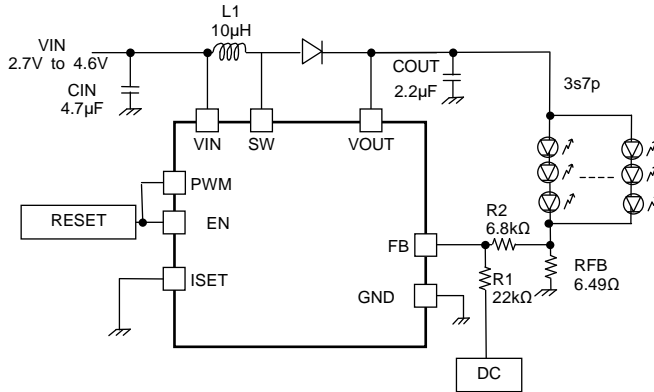 L1
10µH
VIN
2.7V to 4.6V
CIN
4.7µF
COUT
2.2µF
3s7p
VIN
SW
VOUT
PWM
RESET
EN
ISET
FB
GND
R2
6.8kΩ
R1
22kΩ
RFB
6.49Ω
DC